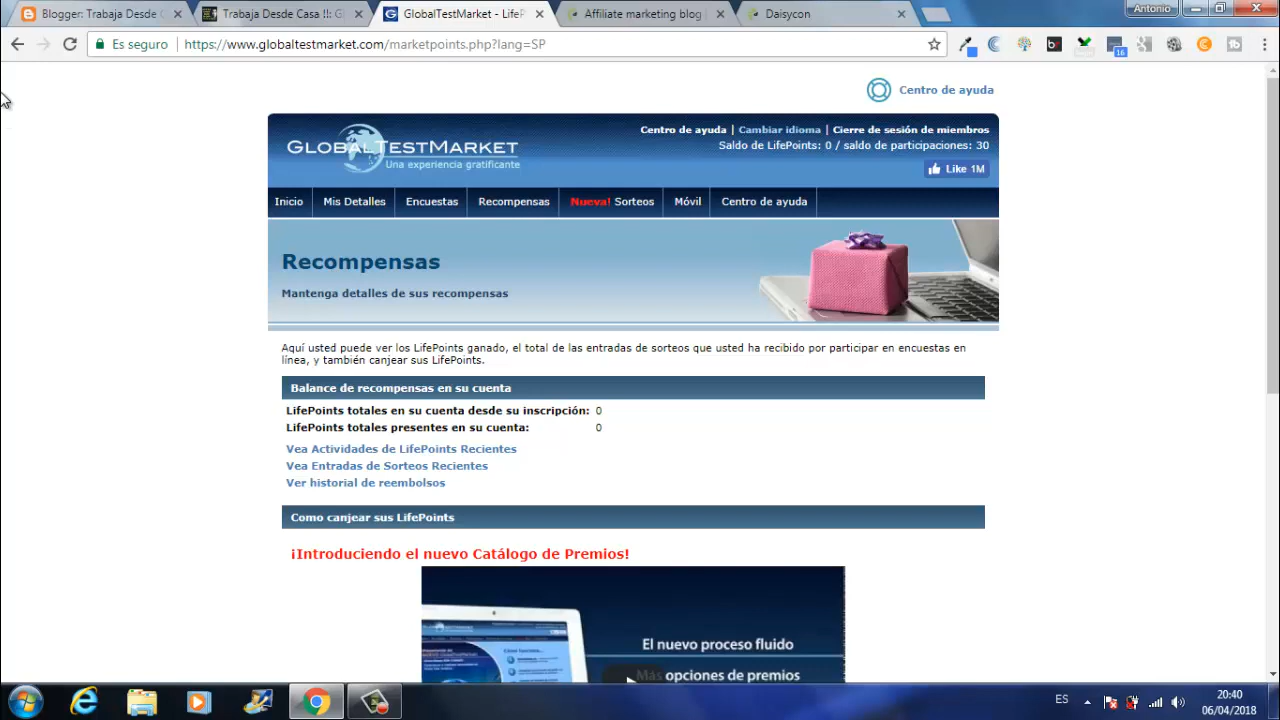 Blogger: Trabaja Desde C
Trabaja Desde Casa !!: G
GlobalTestMarket - LifeP
Affiliate marketing blog
Daisycon
Antonio
Es seguro
https://www.globaltestmarket.com/marketpoints.php?lang=SP
16
Centro de ayuda
Centro de ayuda | Cambiar idioma | Cierre de sesión de miembros
Saldo de LifePoints: 0 / saldo de participaciones: 30
GLOBALTESTMARKET
Una experiencia gratificante
Like 1M
Inicio
Mis Detalles
Encuestas
Recompensas
Nueva! Sorteos
Móvil
Centro de ayuda
Recompensas
Mantenga detalles de sus recompensas
Aquí usted puede ver los LifePoints ganado, el total de las entradas de sorteos que usted ha recibido por participar en encuestas en
línea, y también canjear sus LifePoints.
Balance de recompensas en su cuenta
LifePoints totales en su cuenta desde su inscripción: 0
LifePoints totales presentes en su cuenta: 0
Vea Actividades de LifePoints Recientes
Vea Entradas de Sorteos Recientes
Ver historial de reembolsos
Como canjear sus LifePoints
¡Introduciendo el nuevo Catálogo de Premios!
El nuevo proceso fluido
Más opciones de premios
ES
20:40
06/04/2018